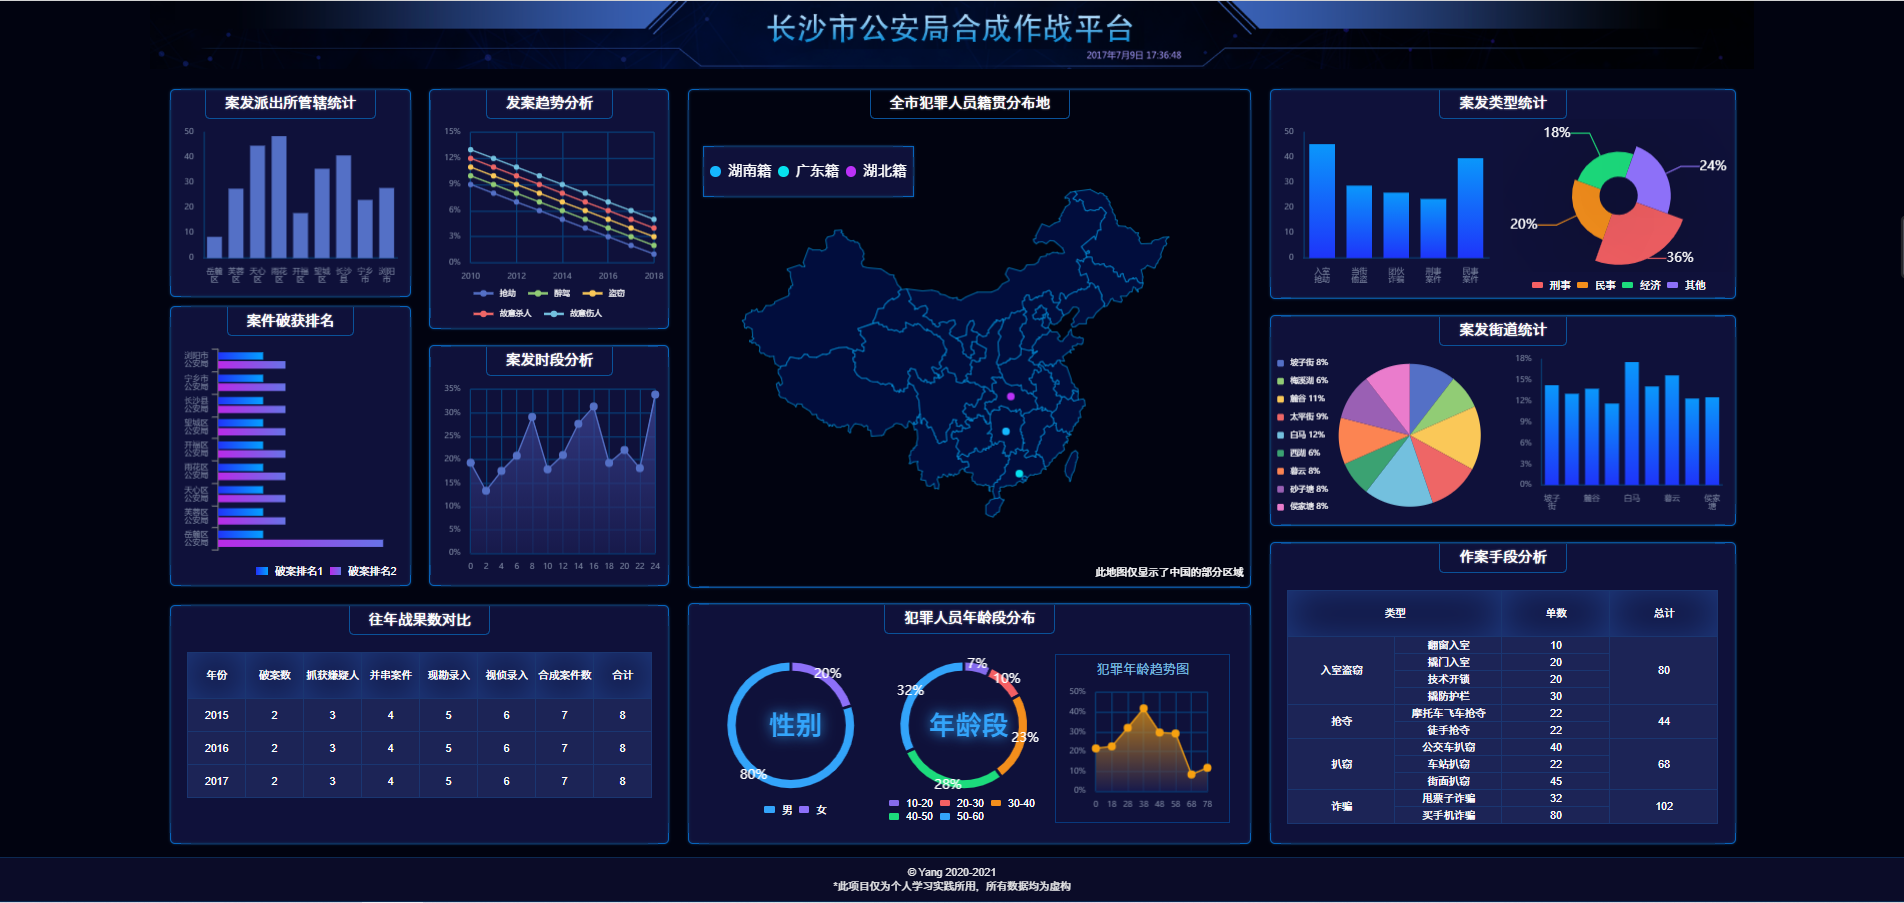 长沙市公安局合成作战平台
2017年7月9日 17:36:48
案发派出所管辖统计
50
40
30
20
10
0
岳麓区 芙蓉区 天心区 雨花区 开福区 望城区 长沙县 宁乡市 浏阳市
案件破获排名
浏阳市公安局
宁乡市公安局
长沙县公安局
望城区公安局
开福区公安局
雨花区公安局
天心区公安局
芙蓉区公安局
岳麓区公安局
破案排名1 破案排名2
发案趋势分析
15%
12%
9%
6%
3%
0%
2010 2012 2014 2016 2018
抢劫 醉驾 盗窃
故意杀人 故意伤人
案发时段分析
35%
30%
25%
20%
15%
10%
5%
0%
0 2 4 6 8 10 12 14 16 18 20 22 24
往年战果数对比
年份 破案数 抓获嫌疑人 并串案件 现勘录入 视侦录入 合成案件数 合计
2015 2 3 4 5 6 7 8
2016 2 3 4 5 6 7 8
2017 2 3 4 5 6 7 8
全市犯罪人员籍贯分布地
湖南籍 广东籍 湖北籍
此地图仅显示了中国的部分区域
犯罪人员年龄段分布
性别
20%
80%
男 女
年龄段
7%
10%
23%
28%
32%
10-20 20-30 30-40
40-50 50-60
犯罪年龄趋势图
50%
40%
30%
20%
10%
0%
0 18 28 38 48 58 68 78
案发类型统计
50
40
30
20
10
0
入室抢劫 当街偷盗 团伙诈骗 刑事案件 民事案件
18%
24%
20%
36%
刑事 民事 经济 其他
案发街道统计
坡子街 8%
梅溪湖 6%
麓谷 11%
太平街 9%
白马 12%
西湖 6%
暮云 8%
砂子塘 8%
侯家塘 8%
18%
15%
12%
9%
6%
3%
0%
坡子街 麓谷 白马 暮云 侯家塘
作案手段分析
类型 单数 总计
入室盗窃 翻窗入室 10 80
撬门入室 20
技术开锁 20
撬防护栏 30
抢夺 摩托车飞车抢夺 22 44
徒手抢夺 22
扒窃 公交车扒窃 40 68
车站扒窃 22
街面扒窃 45
诈骗 甩票子诈骗 32 102
买手机诈骗 80
© Yang 2020-2021
*此项目仅为个人学习实践所用，所有数据均为虚构